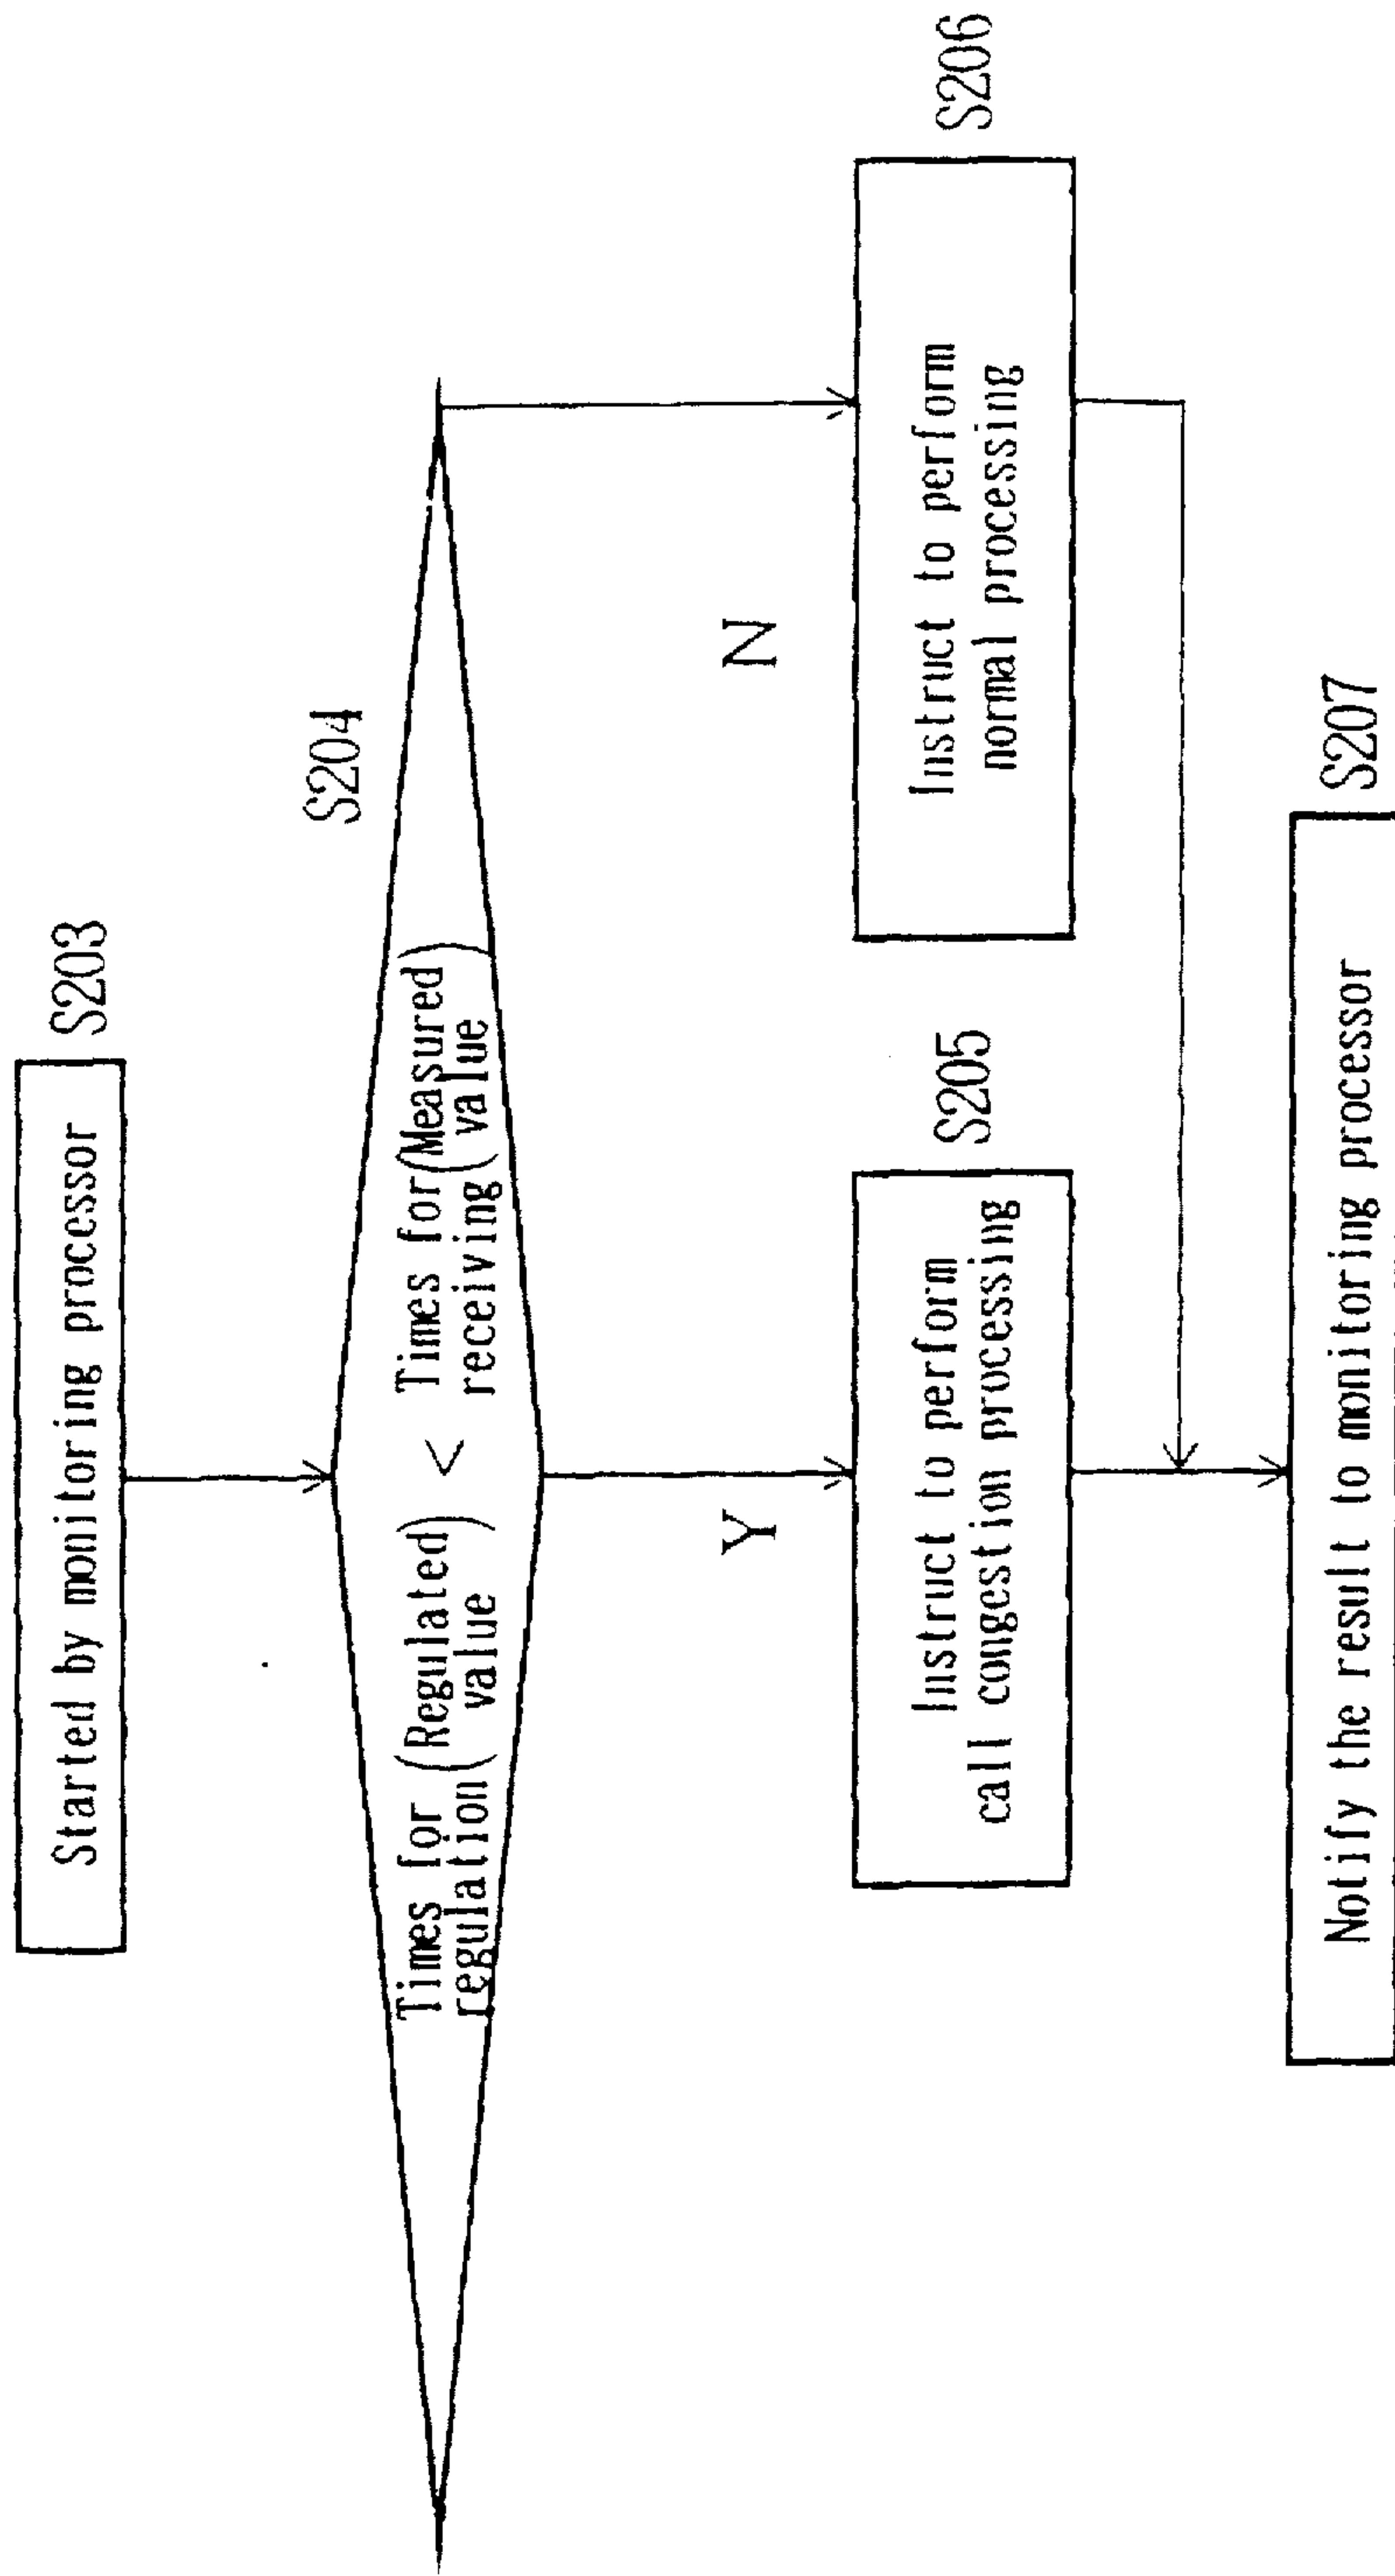 Started by monitoring processor
S203
S204
Times for (Regulated) < Times for (Measured)
regulation ( value ) receiving ( value )
Y
N
Instruct to perform
call congestion processing
S205
Instruct to perform
normal processing
S206
Notify the result to monitoring processor
S207